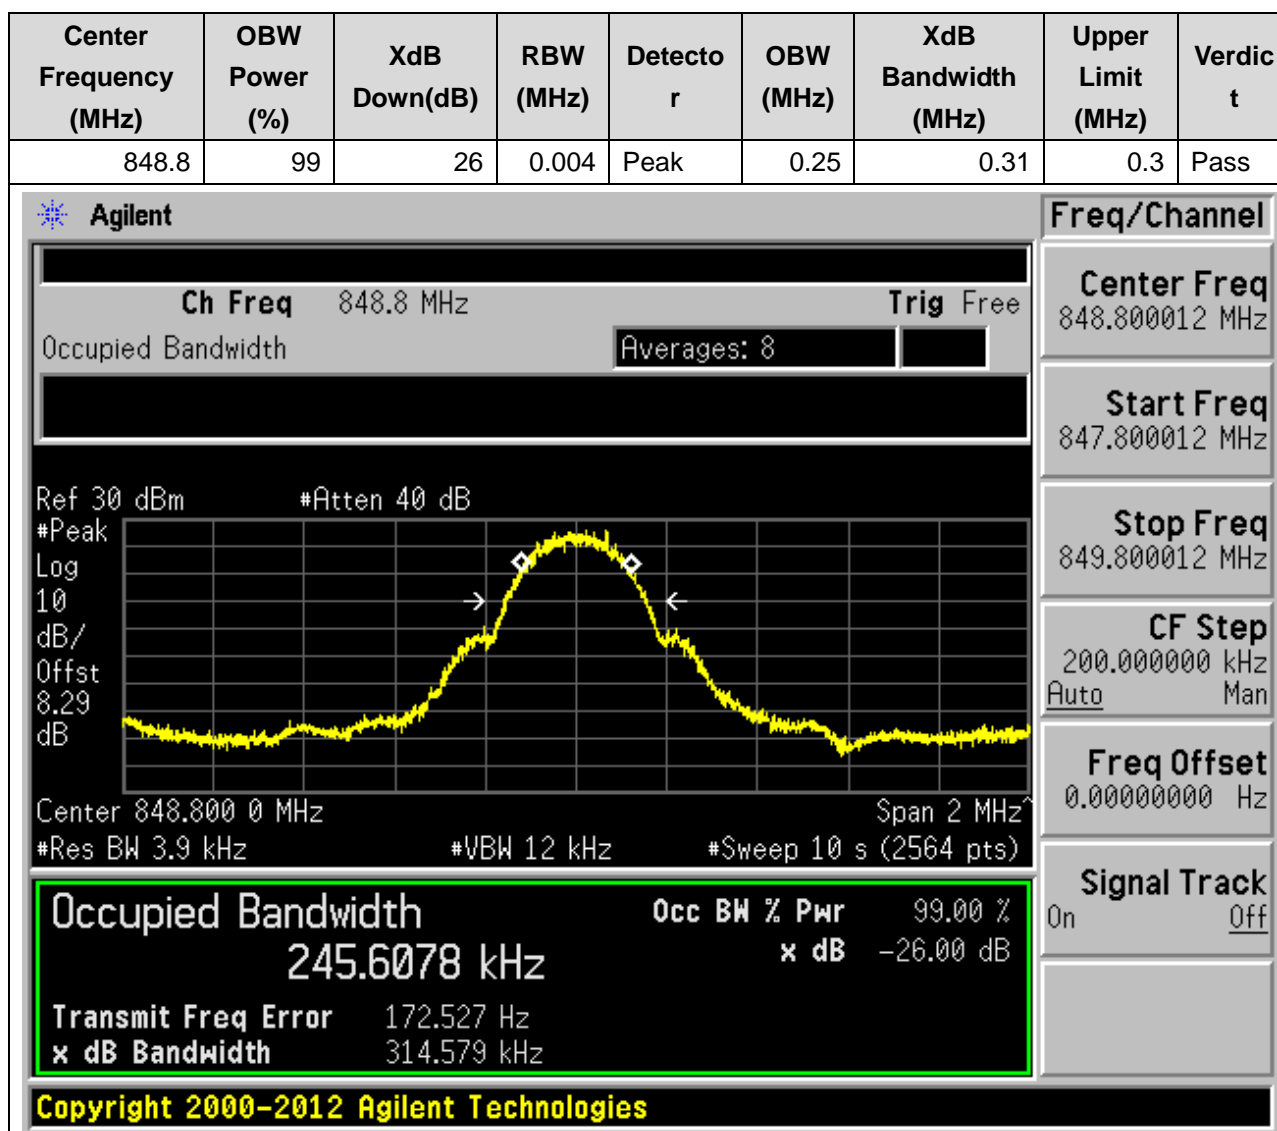 Center Frequency (MHz) OBW Power (%) XdB Down(dB) RBW (MHz) Detecto r OBW (MHz) XdB Bandwidth (MHz) Upper Limit (MHz) Verdic t
848.8 99 26 0.004 Peak 0.25 0.31 0.3 Pass
Agilent
Freq/Channel
Ch Freq 848.8 MHz Trig Free
Occupied Bandwidth Averages: 8
Center Freq
848.800012 MHz
Start Freq
847.800012 MHz
Stop Freq
849.800012 MHz
CF Step
200.000000 kHz
Auto Man
Freq Offset
0.00000000 Hz
Signal Track
On Off
Ref 30 dBm #Atten 40 dB
#Peak
Log
10
dB/
Offst
8.29
dB
Center 848.800 0 MHz Span 2 MHz^
#Res BW 3.9 kHz #VBW 12 kHz #Sweep 10 s (2564 pts)
Occupied Bandwidth Occ BW % Pwr 99.00 %
245.6078 kHz x dB -26.00 dB
Transmit Freq Error 172.527 Hz
x dB Bandwidth 314.579 kHz
Copyright 2000-2012 Agilent Technologies